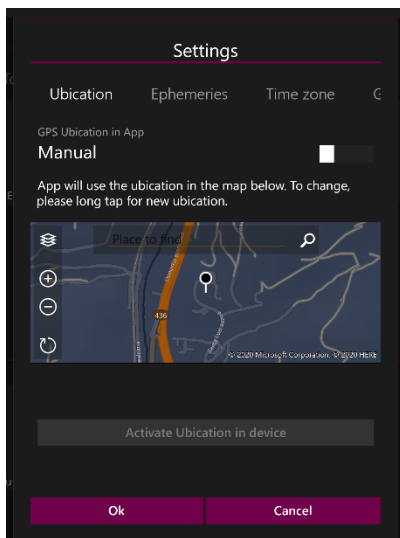 Settings
Ubication Ephemeries Time zone G
GPS Ubication in App
Manual
App will use the ubication in the map below. To change,
please long tap for new ubication.
Place to find...
436
© 2020 Microsoft Corporation, © 2020 HERE
Activate Ubication in device
Ok Cancel